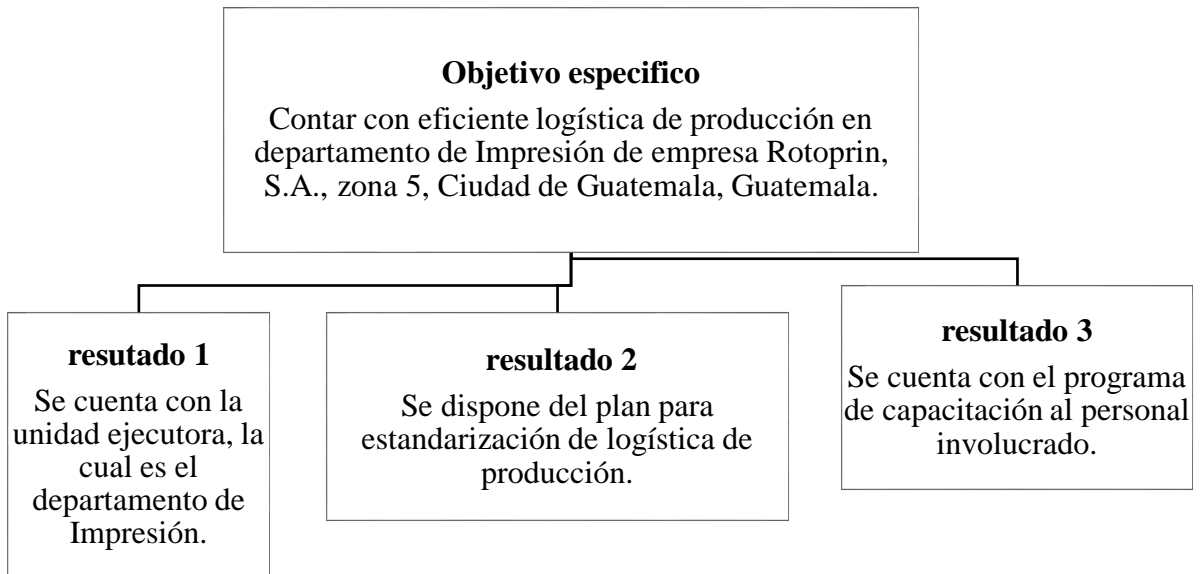 Objetivo especifico
Contar con eficiente logística de producción en
departamento de Impresión de empresa Rotoprin,
S.A., zona 5, Ciudad de Guatemala, Guatemala.
resutado 1
Se cuenta con la
unidad ejecutora, la
cual es el
departamento de
Impresión.
resultado 2
Se dispone del plan para
estandarización de logística de
producción.
resultado 3
Se cuenta con el programa
de capacitación al personal
involucrado.